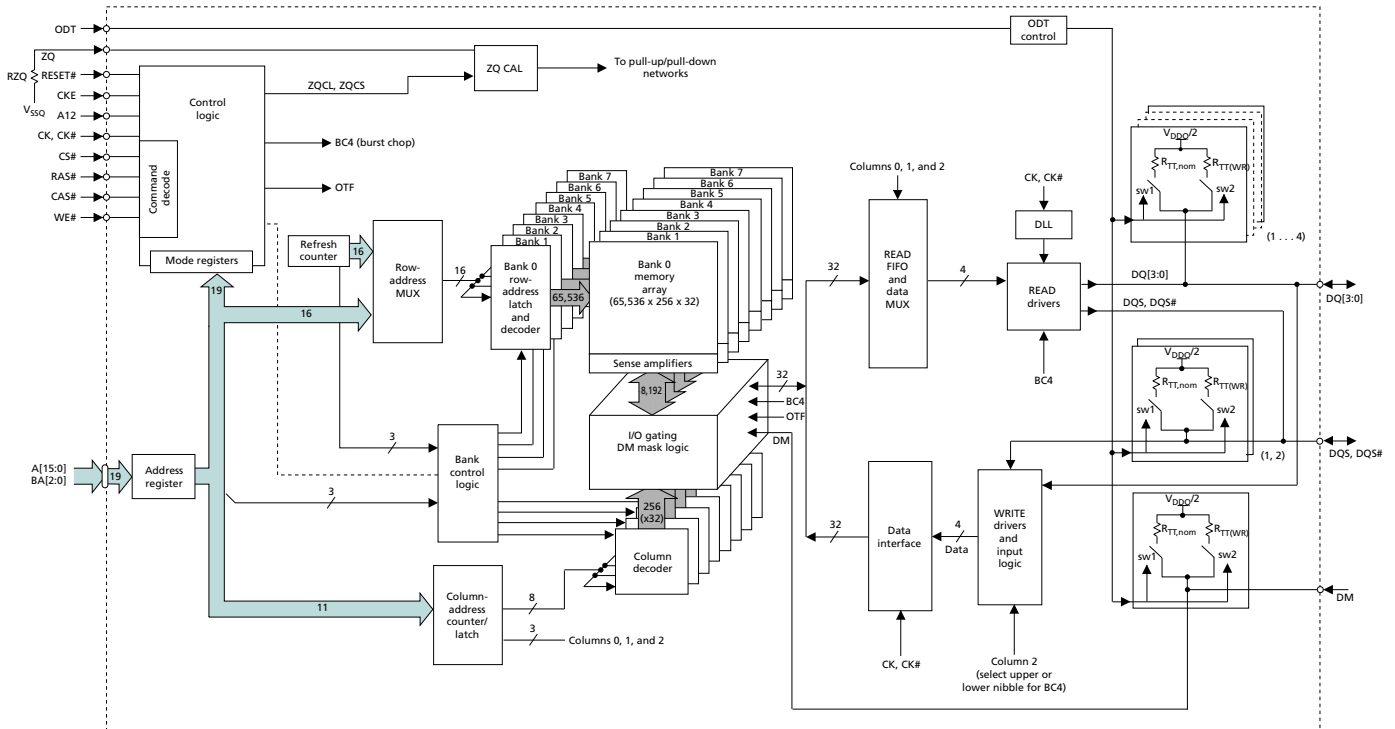 ODT
ODT
control
ZQ
RZQ
RESET#
CKE
VSSQ
A12
CK, CK#
CS#
RAS#
CAS#
WE#
Control
logic
Command
decode
Mode registers
ZQCL, ZQCS
ZQ CAL
To pull-up/pull-down
networks
BC4 (burst chop)
OTF
Refresh
counter
16
Row-
address
MUX
16
19
16
Bank 7
Bank 6
Bank 5
Bank 4
Bank 3
Bank 2
Bank 1
Bank 0
row-
address
latch
and
decoder
65,536
Bank 7
Bank 6
Bank 5
Bank 4
Bank 3
Bank 2
Bank 1
Bank 0
memory
array
(65,536 x 256 x 32)
Sense amplifiers
8,192
I/O gating
DM mask logic
32
BC4
OTF
DM
256
(x32)
Column
decoder
A[15:0]
BA[2:0]
19
Address
register
3
3
Bank
control
logic
11
Column-
address
counter/
latch
8
3
Columns 0, 1, and 2
Columns 0, 1, and 2
32
READ
FIFO
and
data
MUX
4
CK, CK#
DLL
READ
drivers
BC4
DQ[3:0]
DQS, DQS#
32
Data
interface
CK, CK#
4
Data
WRITE
drivers
and
input
logic
Column 2
(select upper or
lower nibble for BC4)
VDDQ/2
RTT,nom
RTT(WR)
sw1
sw2
(1 . . . 4)
DQ[3:0]
VDDQ/2
RTT,nom
RTT(WR)
sw1
sw2
(1, 2)
DQS, DQS#
VDDQ/2
RTT,nom
RTT(WR)
sw1
sw2
DM